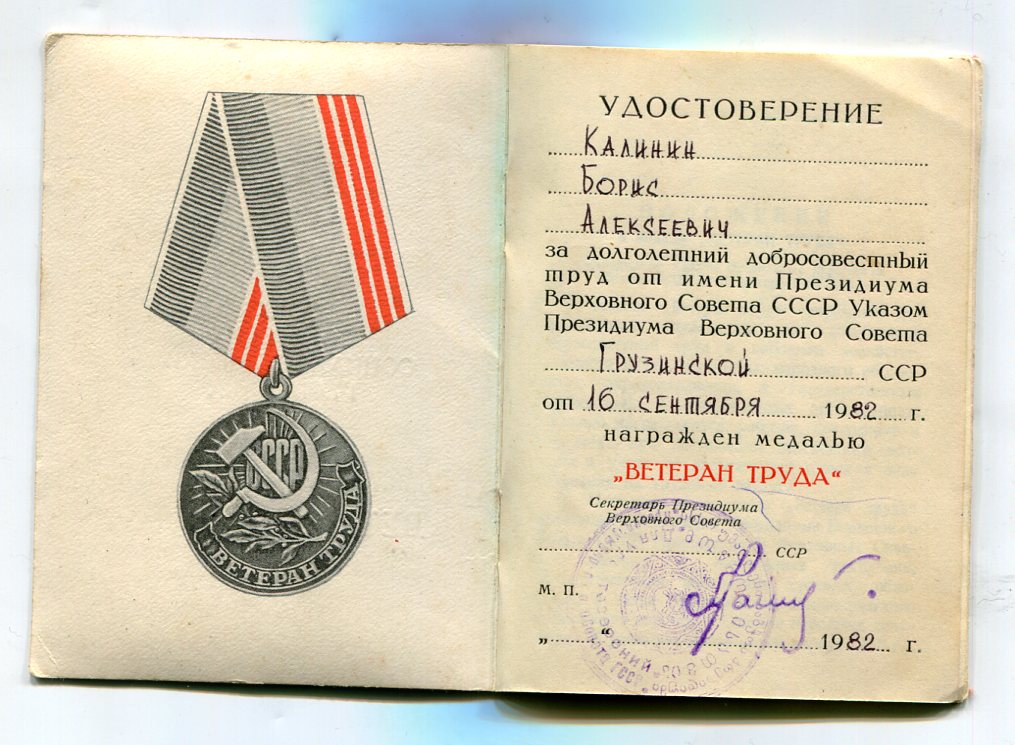 СССР
ВЕТЕРАН ТРУДА
УДОСТОВЕРЕНИЕ
Калинин
Борис
Алексеевич
за долголетний добросовестный
труд от имени Президиума
Верховного Совета СССР Указом
Президиума Верховного Совета
Грузинской ССР
от 16 сентября 1982 г.
награжден медалью
„ВЕТЕРАН ТРУДА“
Секретарь Президиума
Верховного Совета
ССР
М. П.
„ “ 1982 г.